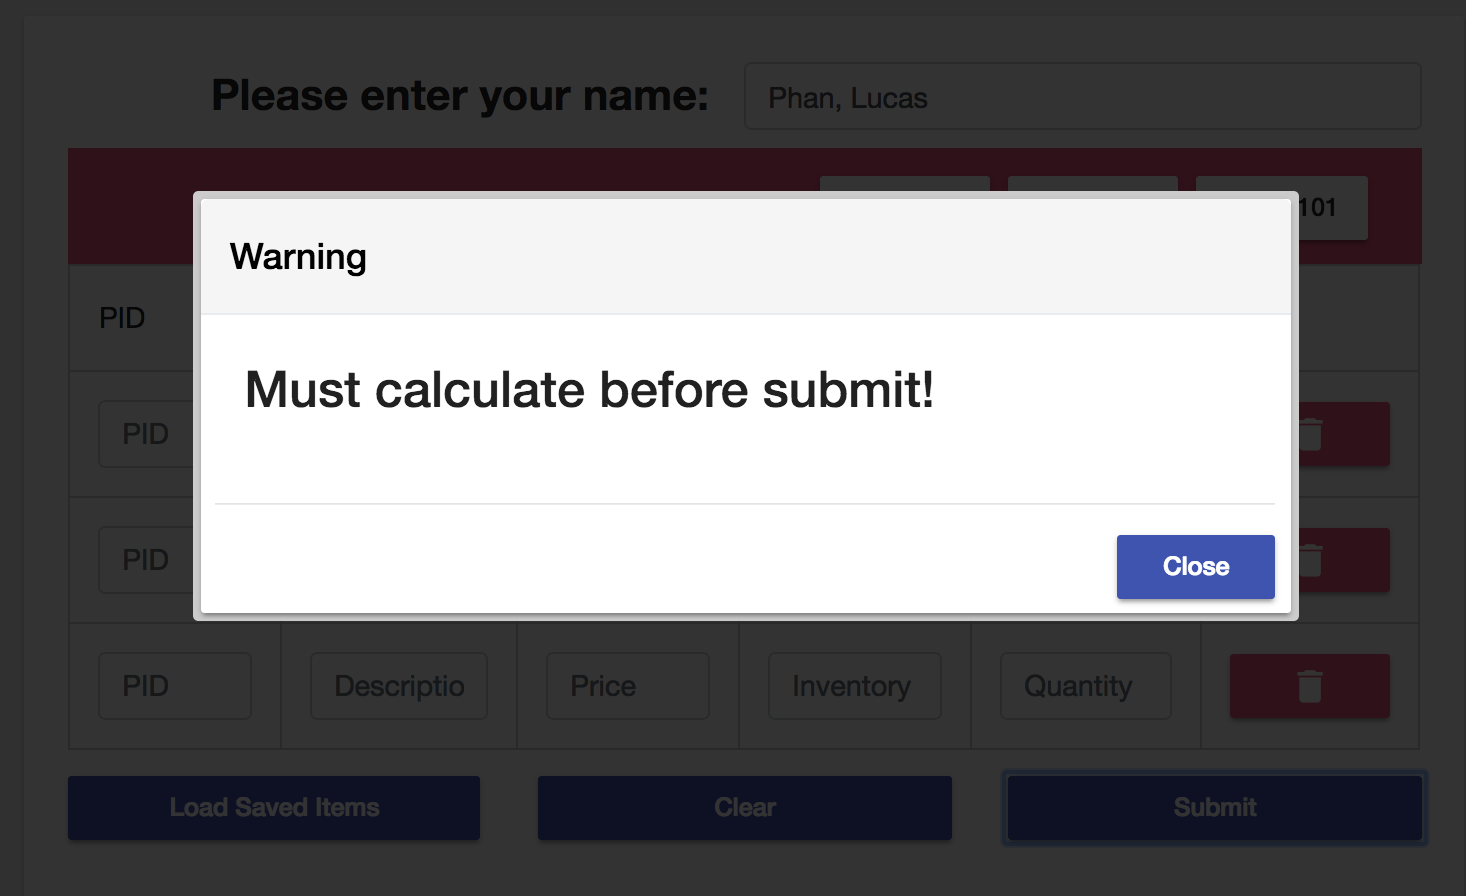 Please enter your name: Phan, Lucas
101
Warning
PID
Must calculate before submit!
PID
PID
Close
PID Descriptio Price Inventory Quantity
Load Saved Items Clear Submit